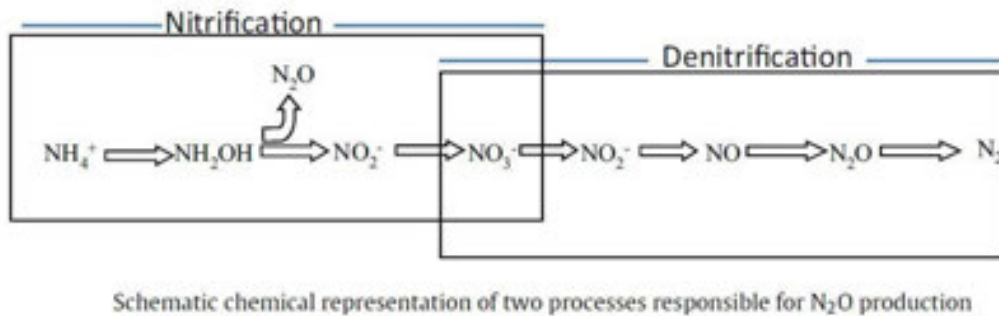 Nitrification
Denitrification
N₂O
NH₄⁺ NH₂OH NO₂⁻ NO₃⁻ NO₂⁻ NO N₂O N₂
Schematic chemical representation of two processes responsible for N₂O production